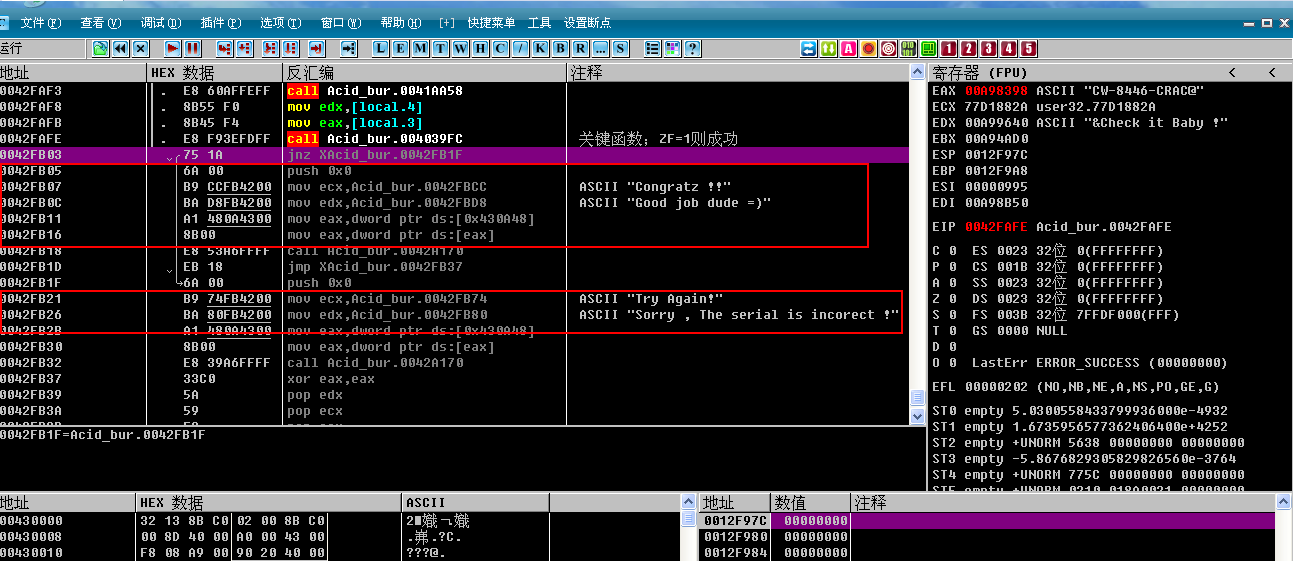 文件(F) 查看(V) 调试(D) 插件(P) 选项(T) 窗口(W) 帮助(H) [+] 快捷菜单 工具 设置断点
运行 L E M T W H C / K B R ... S ? A 1 2 3 4 5
地址 HEX 数据 反汇编 注释
0042FAF3 . E8 60AFFEFF call Acid_bur.0041AA58
0042FAF8 . 8B55 F0 mov edx,[local.4]
0042FAFB . 8B45 F4 mov eax,[local.3]
0042FAFE . E8 F93EFDFF call Acid_bur.004039FC 关键函数；ZF=1则成功
0042FB03 75 1A jnz XAcid_bur.0042FB1F
0042FB05 6A 00 push 0x0
0042FB07 B9 CCFB4200 mov ecx,Acid_bur.0042FBCC ASCII "Congratz !!"
0042FB0C BA D8FB4200 mov edx,Acid_bur.0042FBD8 ASCII "Good job dude =)"
0042FB11 A1 480A4300 mov eax,dword ptr ds:[0x430A48]
0042FB16 8B00 mov eax,dword ptr ds:[eax]
0042FB18 E8 53A6FFFF call Acid_bur.0042A170
0042FB1D EB 18 jmp XAcid_bur.0042FB37
0042FB1F 6A 00 push 0x0
0042FB21 B9 74FB4200 mov ecx,Acid_bur.0042FB74 ASCII "Try Again!"
0042FB26 BA 80FB4200 mov edx,Acid_bur.0042FB80 ASCII "Sorry , The serial is incorect !"
0042FB2B A1 480A4300 mov eax,dword ptr ds:[0x430A48]
0042FB30 8B00 mov eax,dword ptr ds:[eax]
0042FB32 E8 39A6FFFF call Acid_bur.0042A170
0042FB37 33C0 xor eax,eax
0042FB39 5A pop edx
0042FB3A 59 pop ecx
0042FB1F=Acid_bur.0042FB1F
寄存器 (FPU) < <
EAX 00A98398 ASCII "CW-8446-CRAC@"
ECX 77D1882A user32.77D1882A
EDX 00A99640 ASCII "&Check it Baby !"
EBX 00A94AD0
ESP 0012F97C
EBP 0012F9A8
ESI 00000995
EDI 00A98B50
EIP 0042FAFE Acid_bur.0042FAFE
C 0 ES 0023 32位 0(FFFFFFFF)
P 0 CS 001B 32位 0(FFFFFFFF)
A 0 SS 0023 32位 0(FFFFFFFF)
Z 0 DS 0023 32位 0(FFFFFFFF)
S 0 FS 003B 32位 7FFDF000(FFF)
T 0 GS 0000 NULL
D 0
O 0 LastErr ERROR_SUCCESS (00000000)
EFL 00000202 (NO,NB,NE,A,NS,PO,GE,G)
ST0 empty 5.0300558433799936000e-4932
ST1 empty 1.6735956577362406400e+4252
ST2 empty +UNORM 5638 00000000 00000000
ST3 empty -5.8676829305829826560e-3764
ST4 empty +UNORM 775C 00000000 00000000
地址 HEX 数据 ASCII
00430000 32 13 8B C0 02 00 8B C0
00430008 00 8D 40 00 A0 00 43 00
00430010 F8 08 A9 00 90 20 40 00 ???@.
地址 数值 注释
0012F97C 00000000
0012F980 00000000
0012F984 00000000